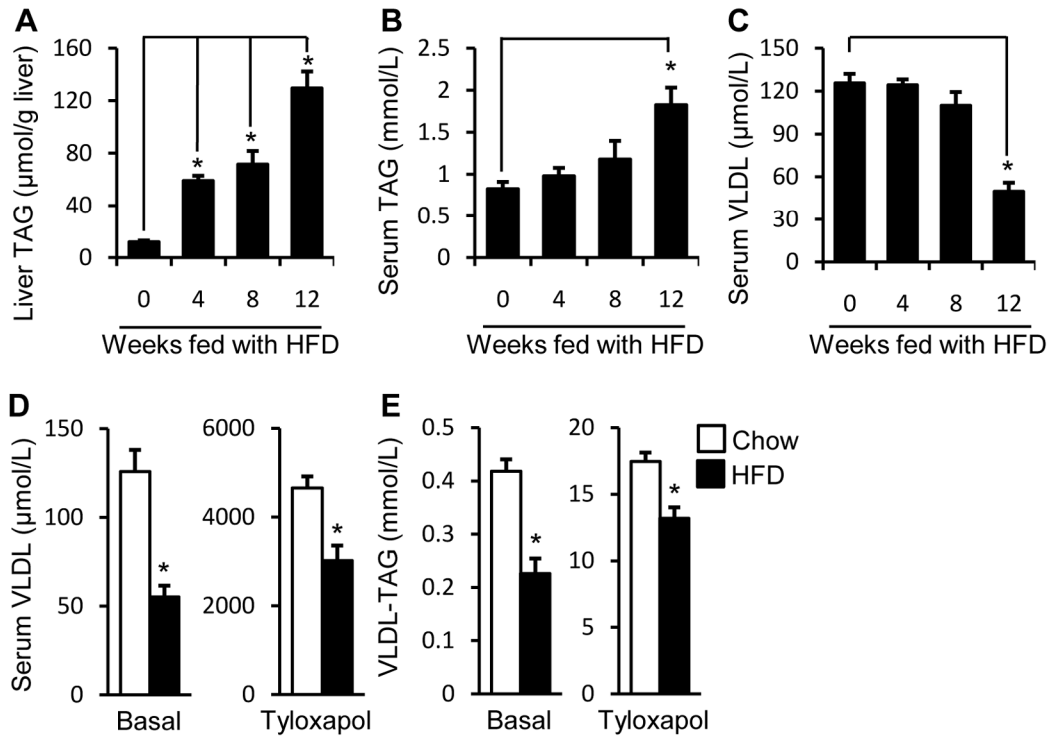 A
Liver TAG (μmol/g liver)
160
120
80
40
0
*
*
*
0 4 8 12
Weeks fed with HFD
B
Serum TAG (mmol/L)
2.5
2
1.5
1
0.5
0
*
0 4 8 12
Weeks fed with HFD
C
Serum VLDL (μmol/L)
150
120
90
60
30
0
*
0 4 8 12
Weeks fed with HFD
D
Serum VLDL (μmol/L)
150
100
50
0
*
Basal
6000
4000
2000
0
*
Tyloxapol
E
VLDL-TAG (mmol/L)
0.5
0.4
0.3
0.2
0.1
0
*
Basal
20
15
10
5
0
*
Tyloxapol
Chow
HFD